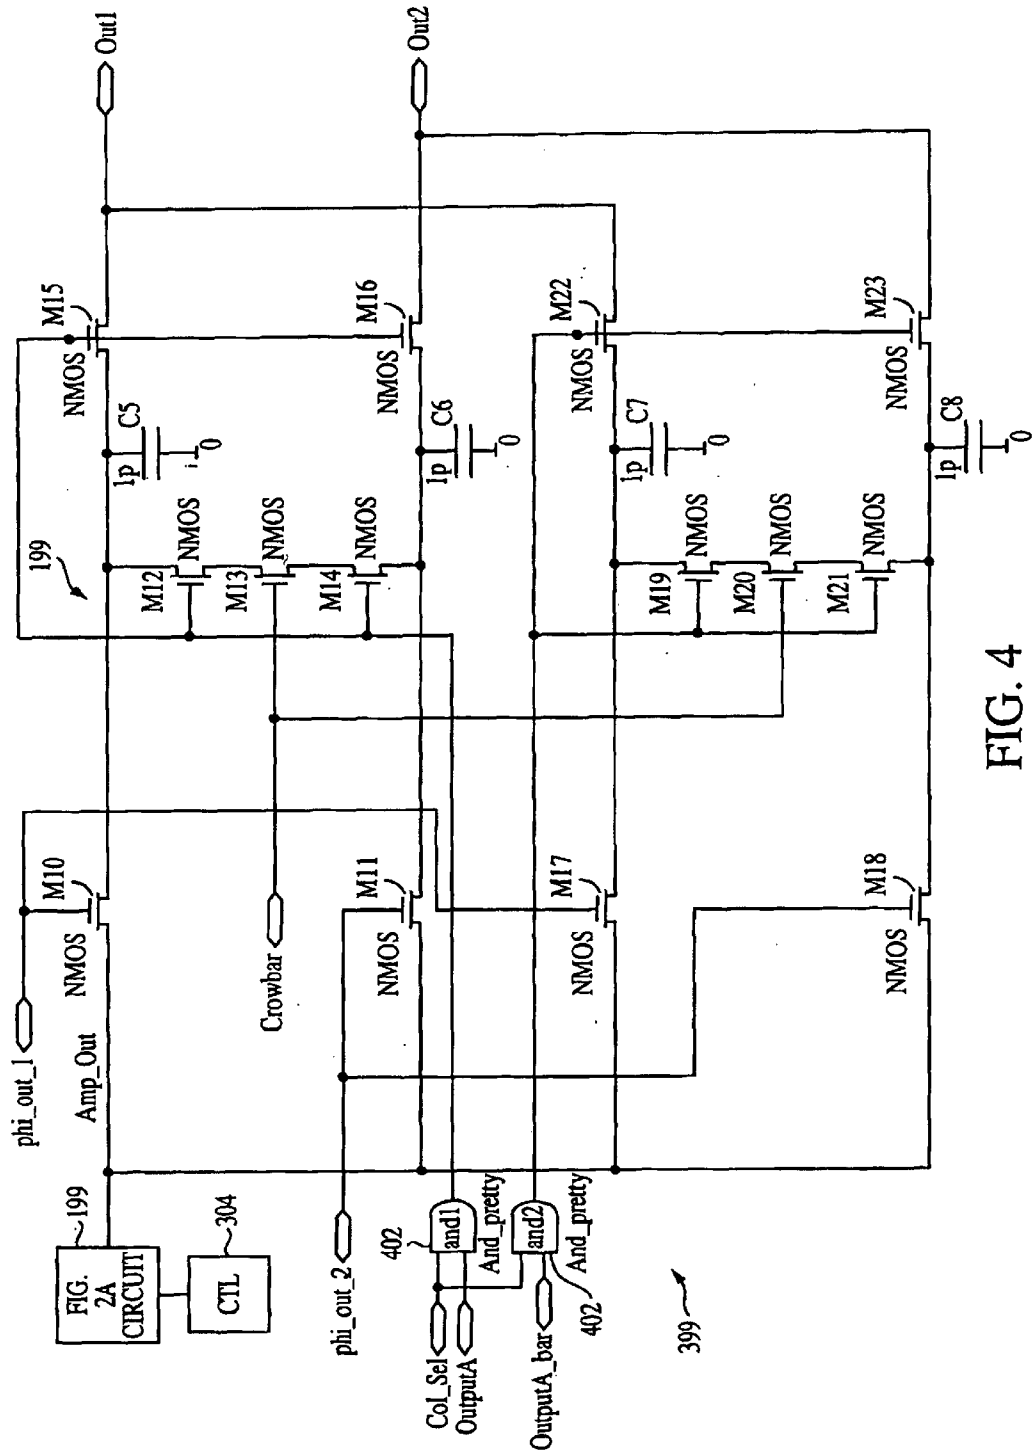 Out1
Out2
M15
NMOS
M16
NMOS
M22
NMOS
M23
NMOS
C5
1p
0
C6
1p
0
C7
1p
0
C8
1p
0
199
M12
NMOS
M13
NMOS
M14
NMOS
M19
NMOS
M20
NMOS
M21
NMOS
M10
NMOS
M11
NMOS
M17
NMOS
M18
NMOS
Crowbar
phi_out_1
Amp_Out
phi_out_2
199
FIG.
2A
CIRCUIT
304
CTL
402
and1
And_pretty
and2
And_pretty
402
Col_Sel
OutputA
OutputA_bar
399
FIG. 4